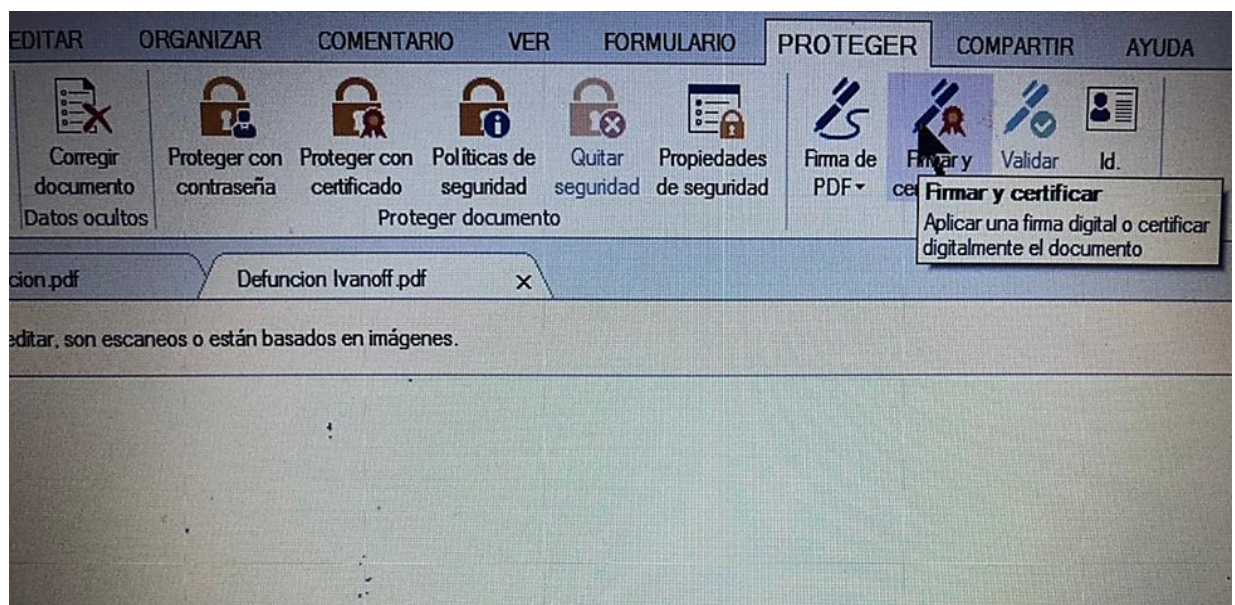 EDITAR ORGANIZAR COMENTARIO VER FORMULARIO PROTEGER COMPARTIR AYUDA
Corregir Proteger con Proteger con Políticas de Quitar Propiedades Firma de Firmar y Validar Id.
documento contraseña certificado seguridad seguridad de seguridad PDF
Datos ocultos Proteger documento
Firmar y certificar
Aplicar una firma digital o certificar
digitalmente el documento
cion.pdf Defuncion Ivanoff.pdf x
editar, son escaneos o están basados en imágenes.